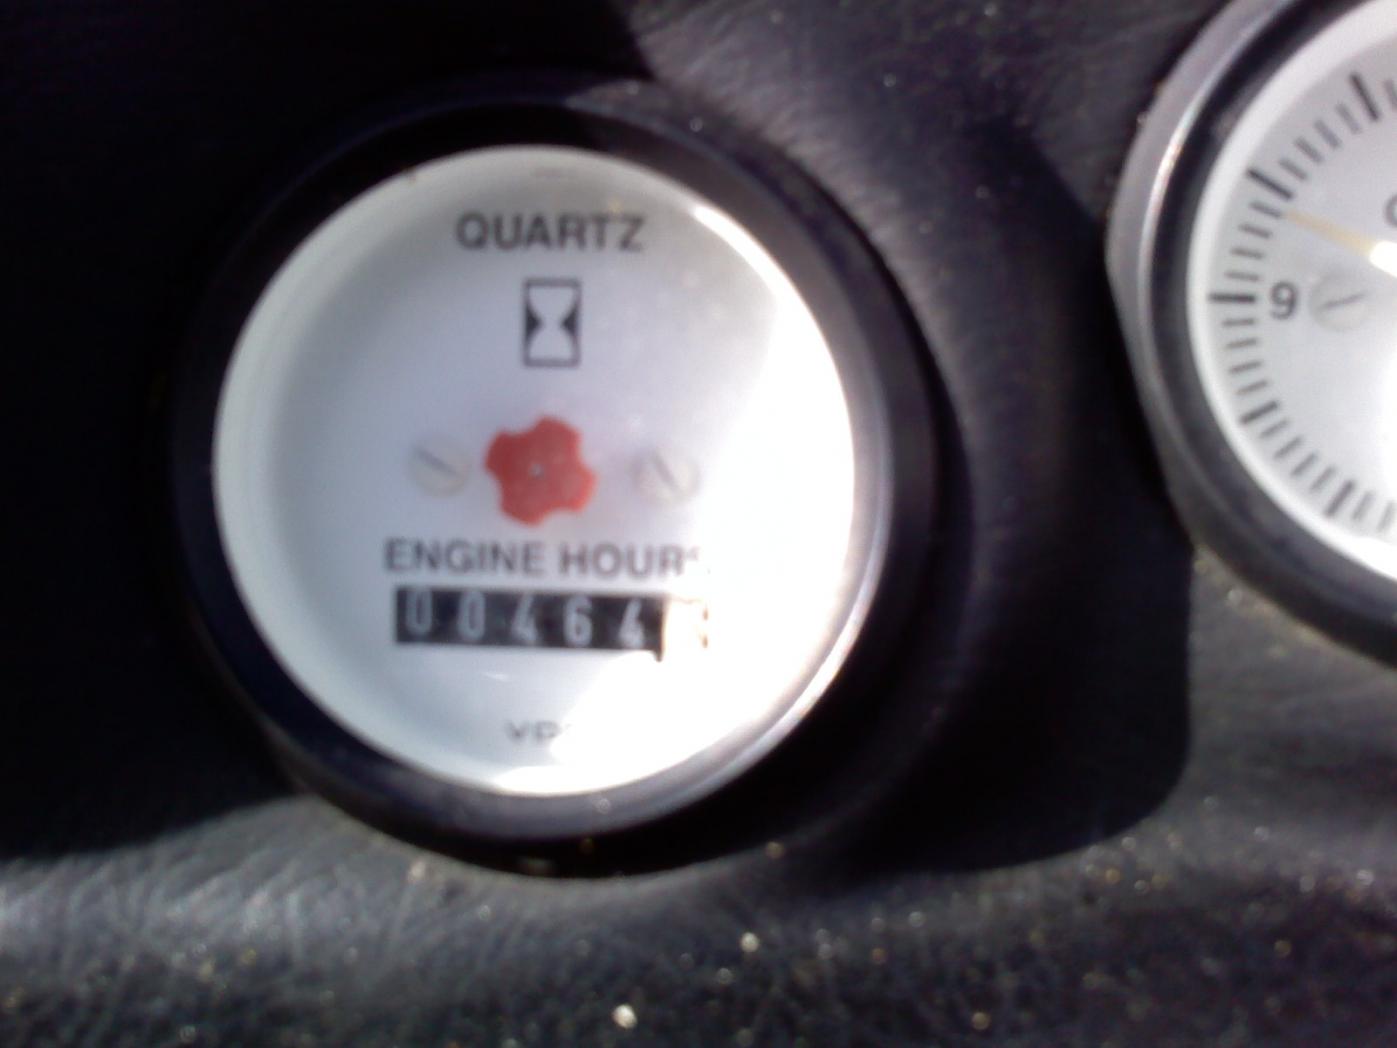 QUARTZ
ENGINE HOURS
00464
9